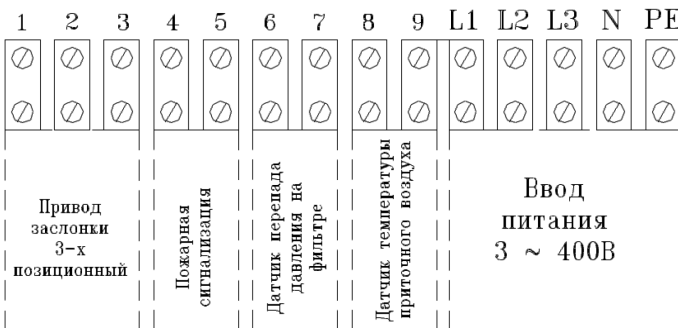 1 2 3 4 5 6 7 8 9 L1 L2 L3 N PE
Привод
заслонки
3-х
позиционный
Пожарная
сигнализация
Датчик перепада
давления на
фильтре
Датчик температуры
приточного воздуха
Ввод
питания
3 ~ 400В